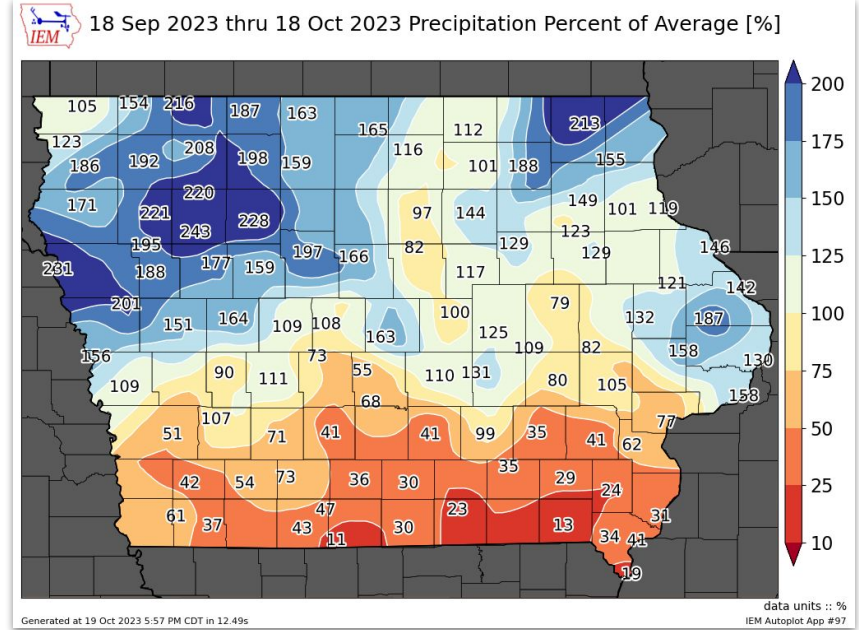 IEM
18 Sep 2023 thru 18 Oct 2023 Precipitation Percent of Average [%]
105 154 216 187 163 165 112 213
123 186 192 208 198 159 116 101 188 155
171 221 220 228 97 144 149 101 119
243 195 82 129 123 129 146
231 188 177 159 197 166 117 121 142
201 151 164 109 108 163 100 125 109 79 132 187
156 73 82 158 130
109 90 111 55 110 131 80 105 158
107 68 77
51 71 41 41 99 35 41 62
42 54 73 36 30 35 29 24
61 37 43 47 11 30 23 13 34 41 31
19
200
175
150
125
100
75
50
25
10
data units :: %
Generated at 19 Oct 2023 5:57 PM CDT in 12.49s
IEM Autoplot App #97